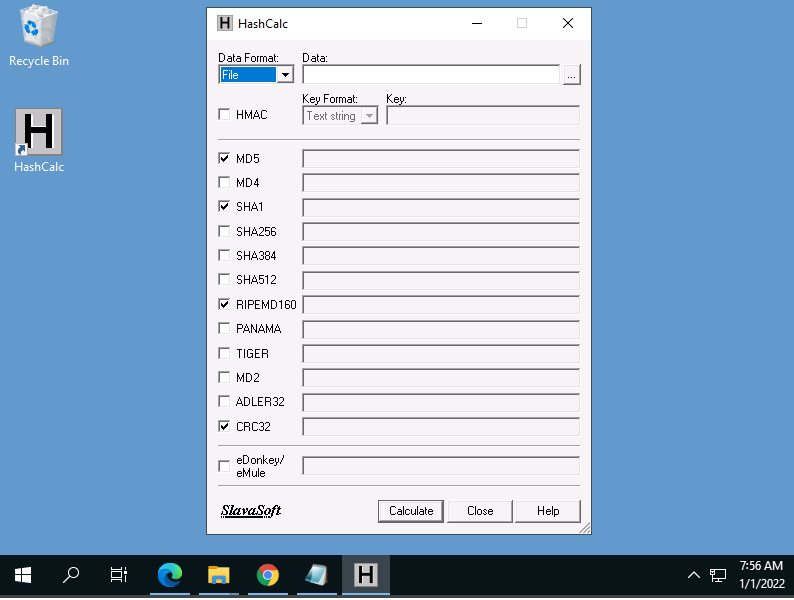 Recycle Bin
H
HashCalc
H HashCalc
Data Format: Data:
File ...
Key Format: Key:
HMAC Text string
MD5
MD4
SHA1
SHA256
SHA384
SHA512
RIPEMD160
PANAMA
TIGER
MD2
ADLER32
CRC32
eDonkey/
eMule
SlavaSoft Calculate Close Help
H
7:56 AM
1/1/2022